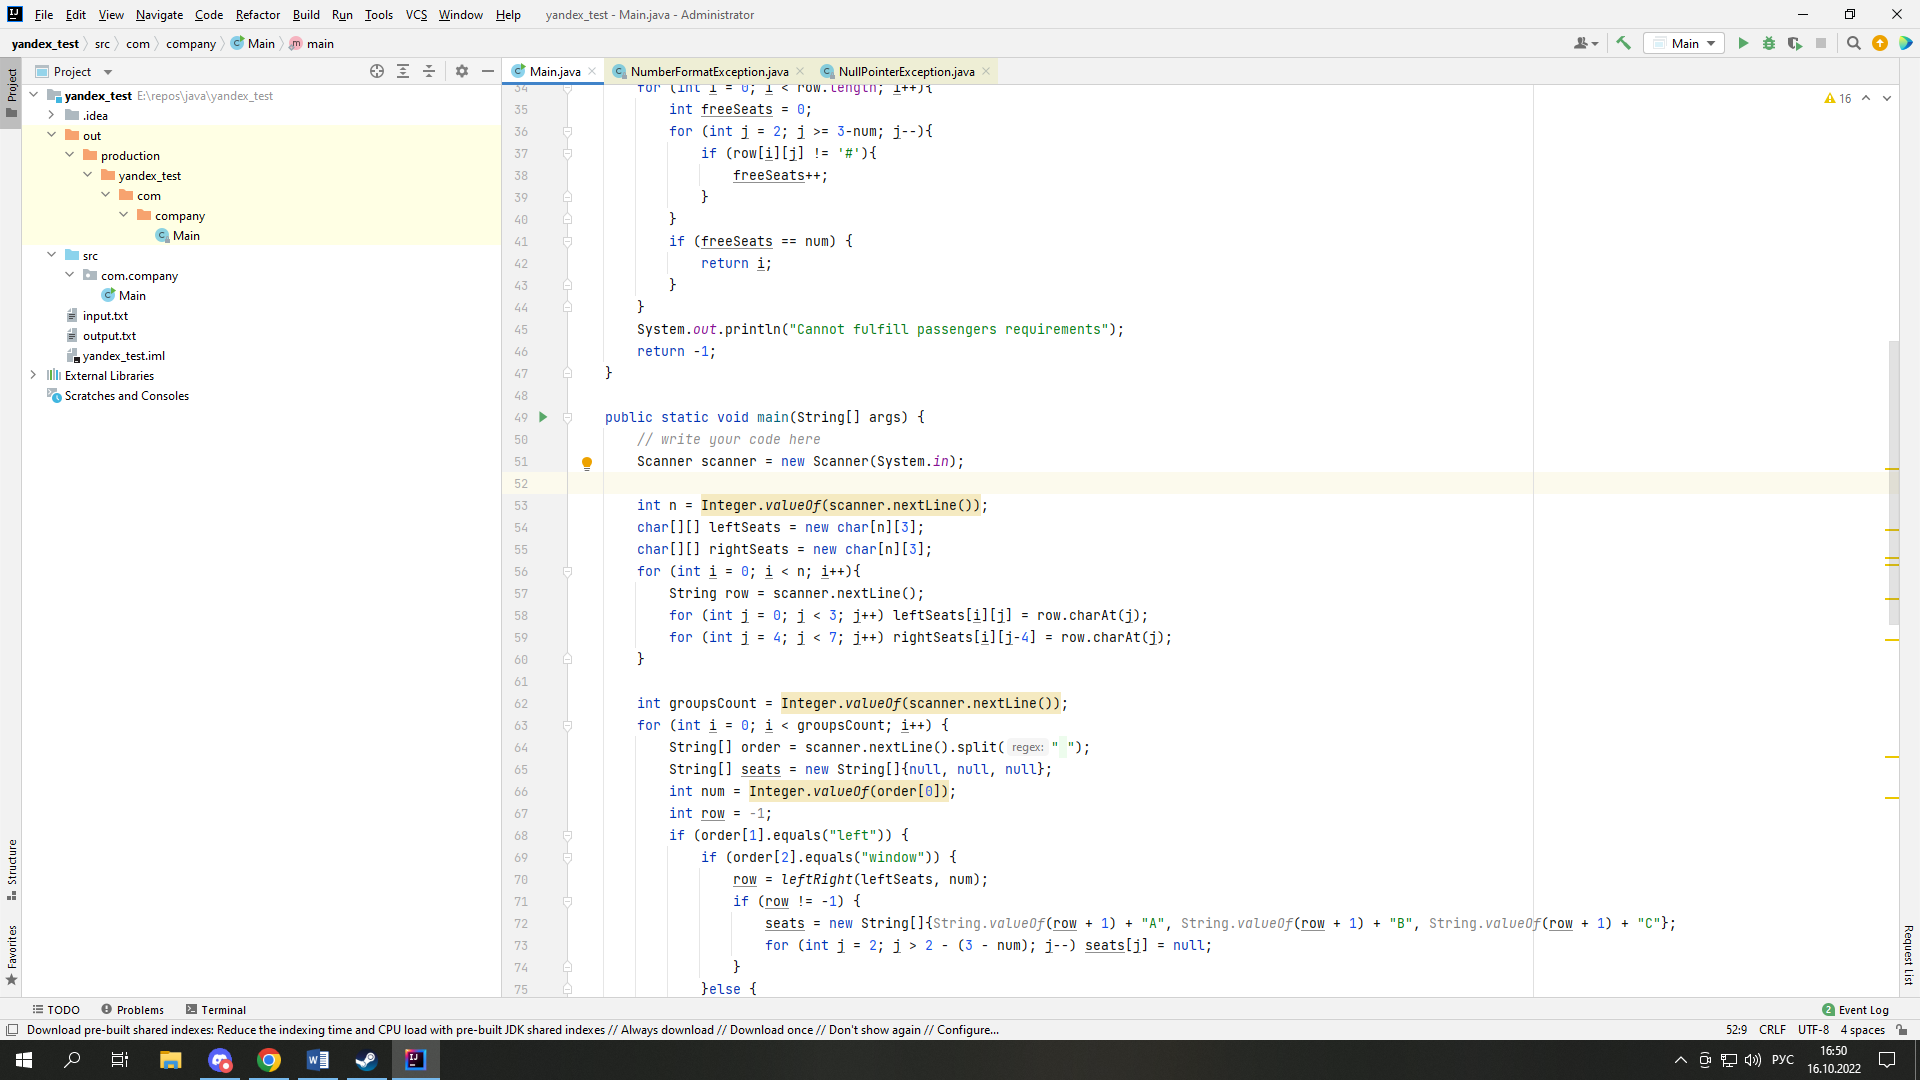 File Edit View Navigate Code Refactor Build Run Tools VCS Window Help yandex_test - Main.java - Administrator
yandex_test src com company Main main
Main
Project
Main.java NumberFormatException.java NullPointerException.java
Project
yandex_test E:\repos\java\yandex_test
.idea
out
production
yandex_test
com
company
Main
src
com.company
Main
input.txt
output.txt
yandex_test.iml
External Libraries
Scratches and Consoles
16
34 for (int i = 0; i < row.length; i++){
35 int freeSeats = 0;
36 for (int j = 2; j >= 3-num; j--){
37 if (row[i][j] != '#'){
38 freeSeats++;
39 }
40 }
41 if (freeSeats == num) {
42 return i;
43 }
44 }
45 System.out.println("Cannot fulfill passengers requirements");
46 return -1;
47 }
48
49 public static void main(String[] args) {
50 // write your code here
51 Scanner scanner = new Scanner(System.in);
52
53 int n = Integer.valueOf(scanner.nextLine());
54 char[][] leftSeats = new char[n][3];
55 char[][] rightSeats = new char[n][3];
56 for (int i = 0; i < n; i++){
57 String row = scanner.nextLine();
58 for (int j = 0; j < 3; j++) leftSeats[i][j] = row.charAt(j);
59 for (int j = 4; j < 7; j++) rightSeats[i][j-4] = row.charAt(j);
60 }
61
62 int groupsCount = Integer.valueOf(scanner.nextLine());
63 for (int i = 0; i < groupsCount; i++) {
64 String[] order = scanner.nextLine().split( regex: " ");
65 String[] seats = new String[]{null, null, null};
66 int num = Integer.valueOf(order[0]);
67 int row = -1;
68 if (order[1].equals("left")) {
69 if (order[2].equals("window")) {
70 row = leftRight(leftSeats, num);
71 if (row != -1) {
72 seats = new String[]{String.valueOf(row + 1) + "A", String.valueOf(row + 1) + "B", String.valueOf(row + 1) + "C"};
73 for (int j = 2; j > 2 - (3 - num); j--) seats[j] = null;
74 }
75 }else {
Structure
Favorites
Request List
TODO Problems Terminal 2 Event Log
Download pre-built shared indexes: Reduce the indexing time and CPU load with pre-built JDK shared indexes // Always download // Download once // Don't show again // Configure... 52:9 CRLF UTF-8 4 spaces
РУС
16:50
16.10.2022